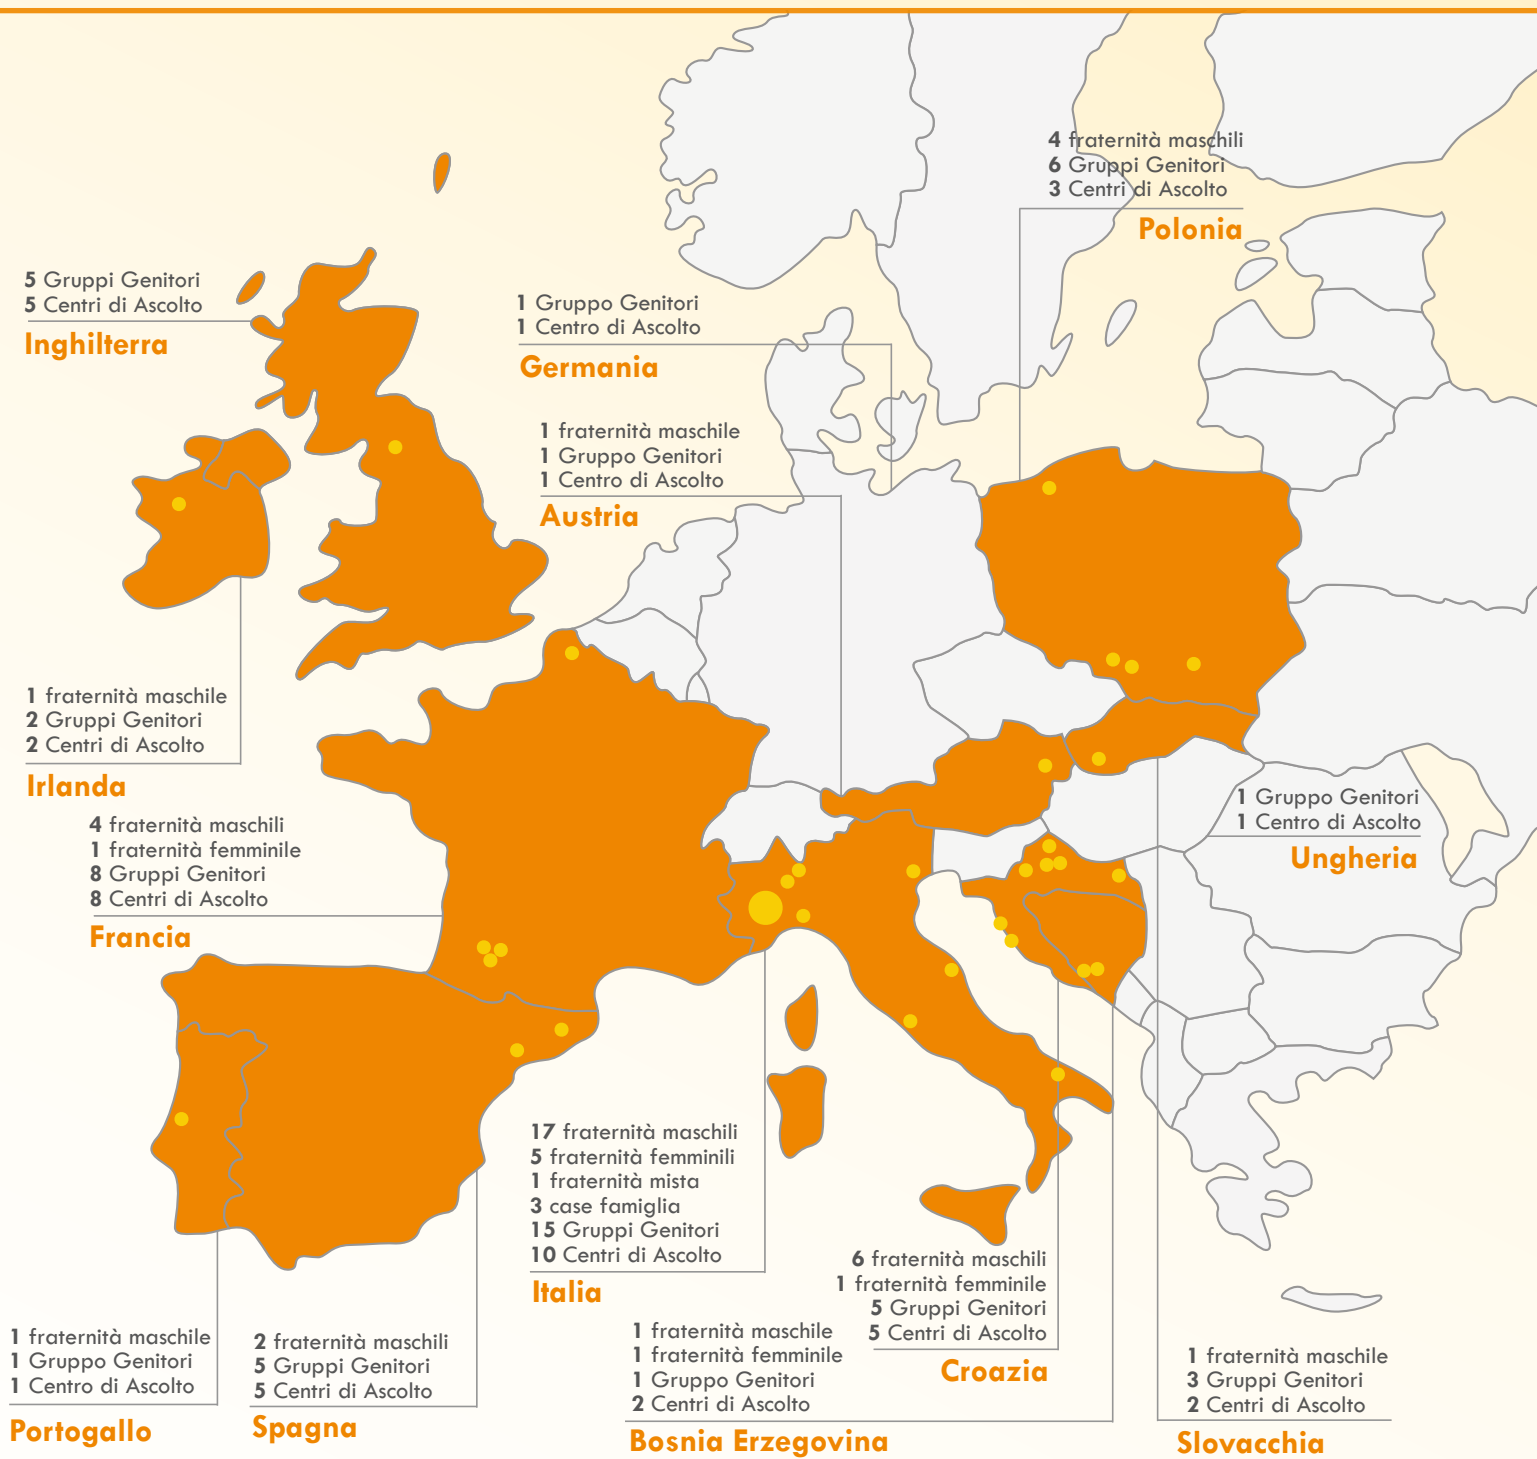 4 fraternità maschili
6 Gruppi Genitori
3 Centri di Ascolto
Polonia
5 Gruppi Genitori
5 Centri di Ascolto
Inghilterra
1 Gruppo Genitori
1 Centro di Ascolto
Germania
1 fraternità maschile
1 Gruppo Genitori
1 Centro di Ascolto
Austria
1 fraternità maschile
2 Gruppi Genitori
2 Centri di Ascolto
Irlanda
4 fraternità maschili
1 fraternità femminile
8 Gruppi Genitori
8 Centri di Ascolto
Francia
1 Gruppo Genitori
1 Centro di Ascolto
Ungheria
17 fraternità maschili
5 fraternità femminili
1 fraternità mista
3 case famiglia
15 Gruppi Genitori
10 Centri di Ascolto
Italia
6 fraternità maschili
1 fraternità femminile
5 Gruppi Genitori
5 Centri di Ascolto
Croazia
1 fraternità maschile
1 Gruppo Genitori
1 Centro di Ascolto
Portogallo
2 fraternità maschili
5 Gruppi Genitori
5 Centri di Ascolto
Spagna
1 fraternità maschile
1 fraternità femminile
1 Gruppo Genitori
2 Centri di Ascolto
Bosnia Erzegovina
1 fraternità maschile
3 Gruppi Genitori
2 Centri di Ascolto
Slovacchia